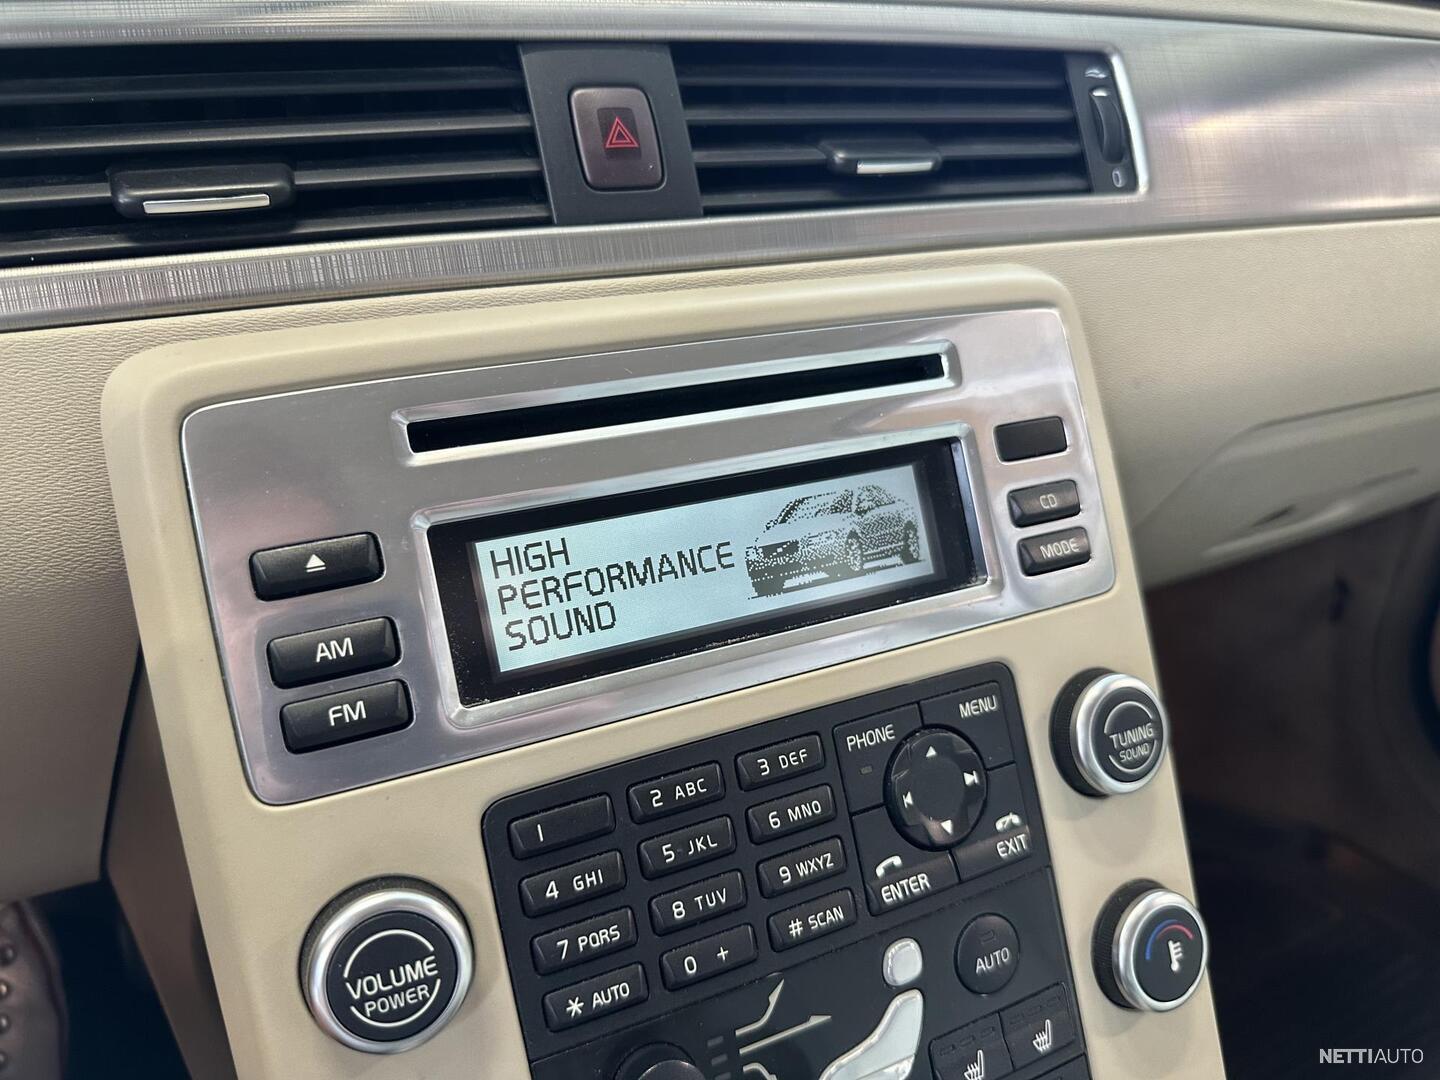 0
HIGH
PERFORMANCE
SOUND
CD
MODE
AM
FM
MENU
PHONE
TUNING
SOUND
1
2 ABC
3 DEF
4 GHI
5 JKL
6 MNO
7 PQRS
8 TUV
9 WXYZ
* AUTO
0 +
# SCAN
EXIT
ENTER
VOLUME
POWER
AUTO
NETTIAUTO